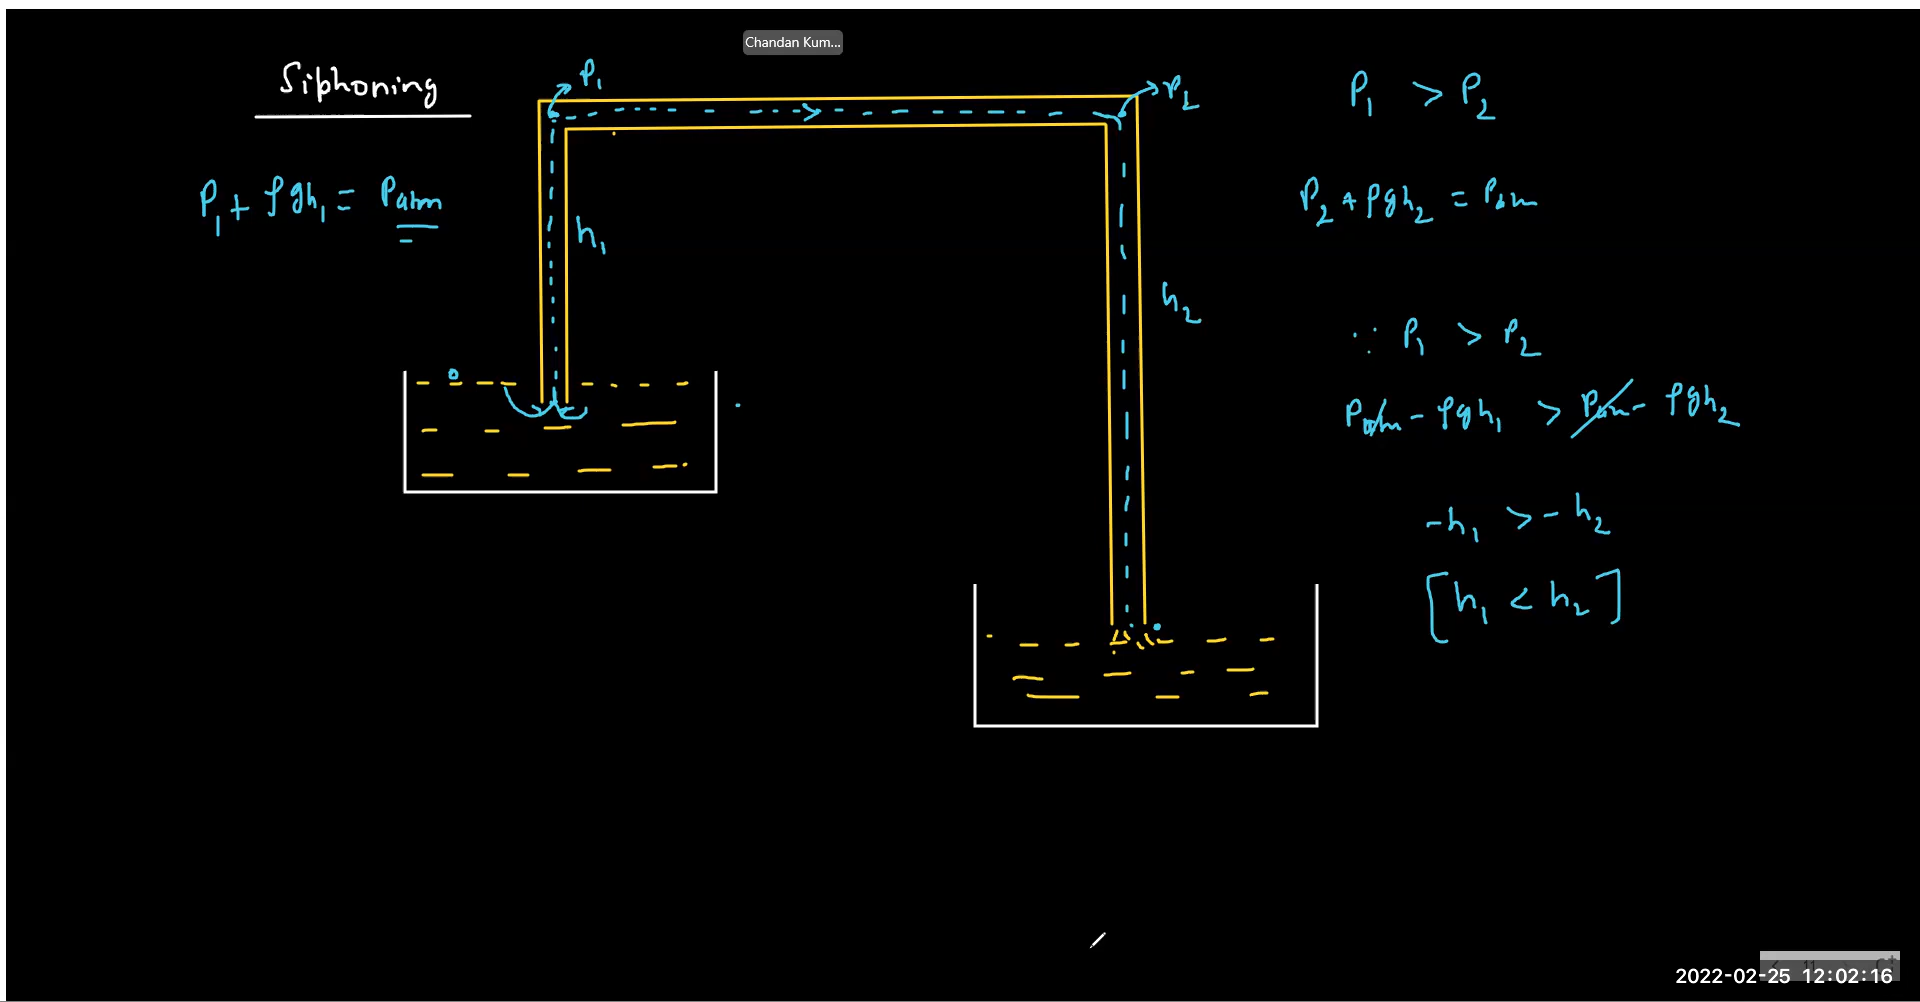 Chandan Kum...
Siphoning
P₁
P₂
P₁ > P₂
P₁ + ρgh₁ = Patm
P₂ + ρgh₂ = Patm
h₁
h₂
∵ P₁ > P₂
Patm - ρgh₁ > Patm - ρgh₂
-h₁ > -h₂
[h₁ < h₂]
2022-02-25 12:02:16